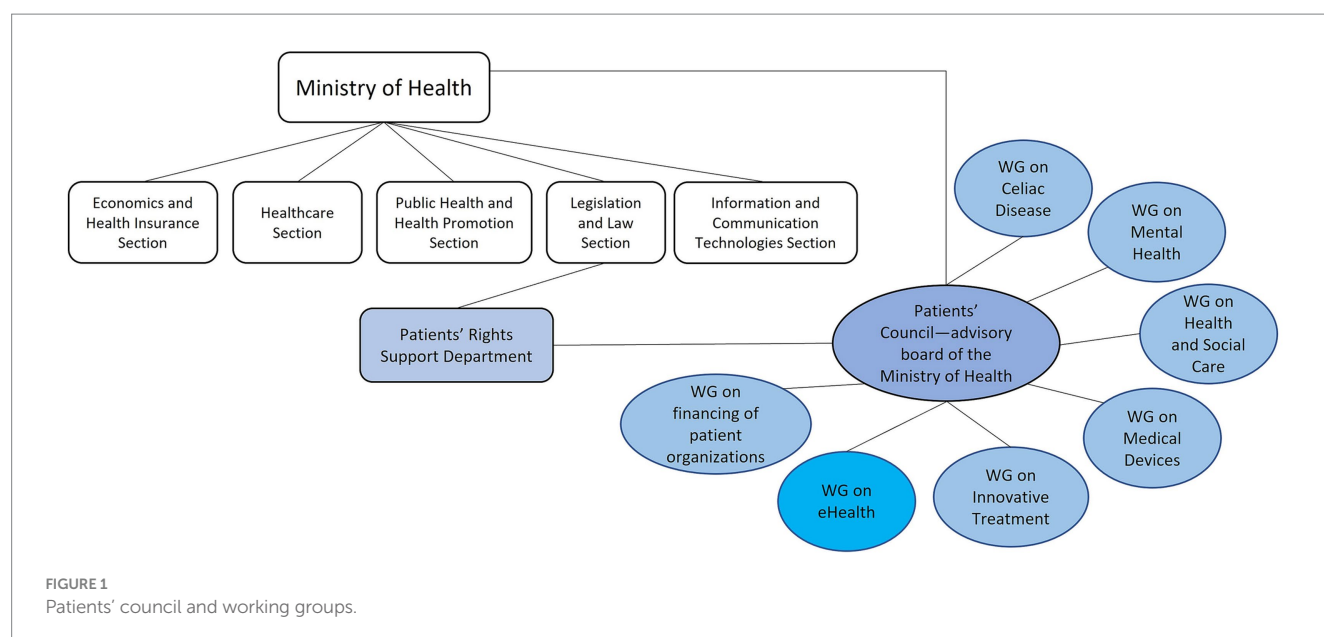 Ministry of Health
Economics and
Health Insurance
Section
Healthcare
Section
Public Health and
Health Promotion
Section
Legislation
and Law
Section
Information and
Communication
Technologies Section
Patients’ Rights
Support Department
Patients’
Council—advisory
board of the
Ministry of Health
WG on
Celiac
Disease
WG on
Mental
Health
WG on
Health
and Social
Care
WG on
Medical
Devices
WG on
Innovative
Treatment
WG on
eHealth
WG on
financing of
patient
organizations
FIGURE 1
Patients’ council and working groups.